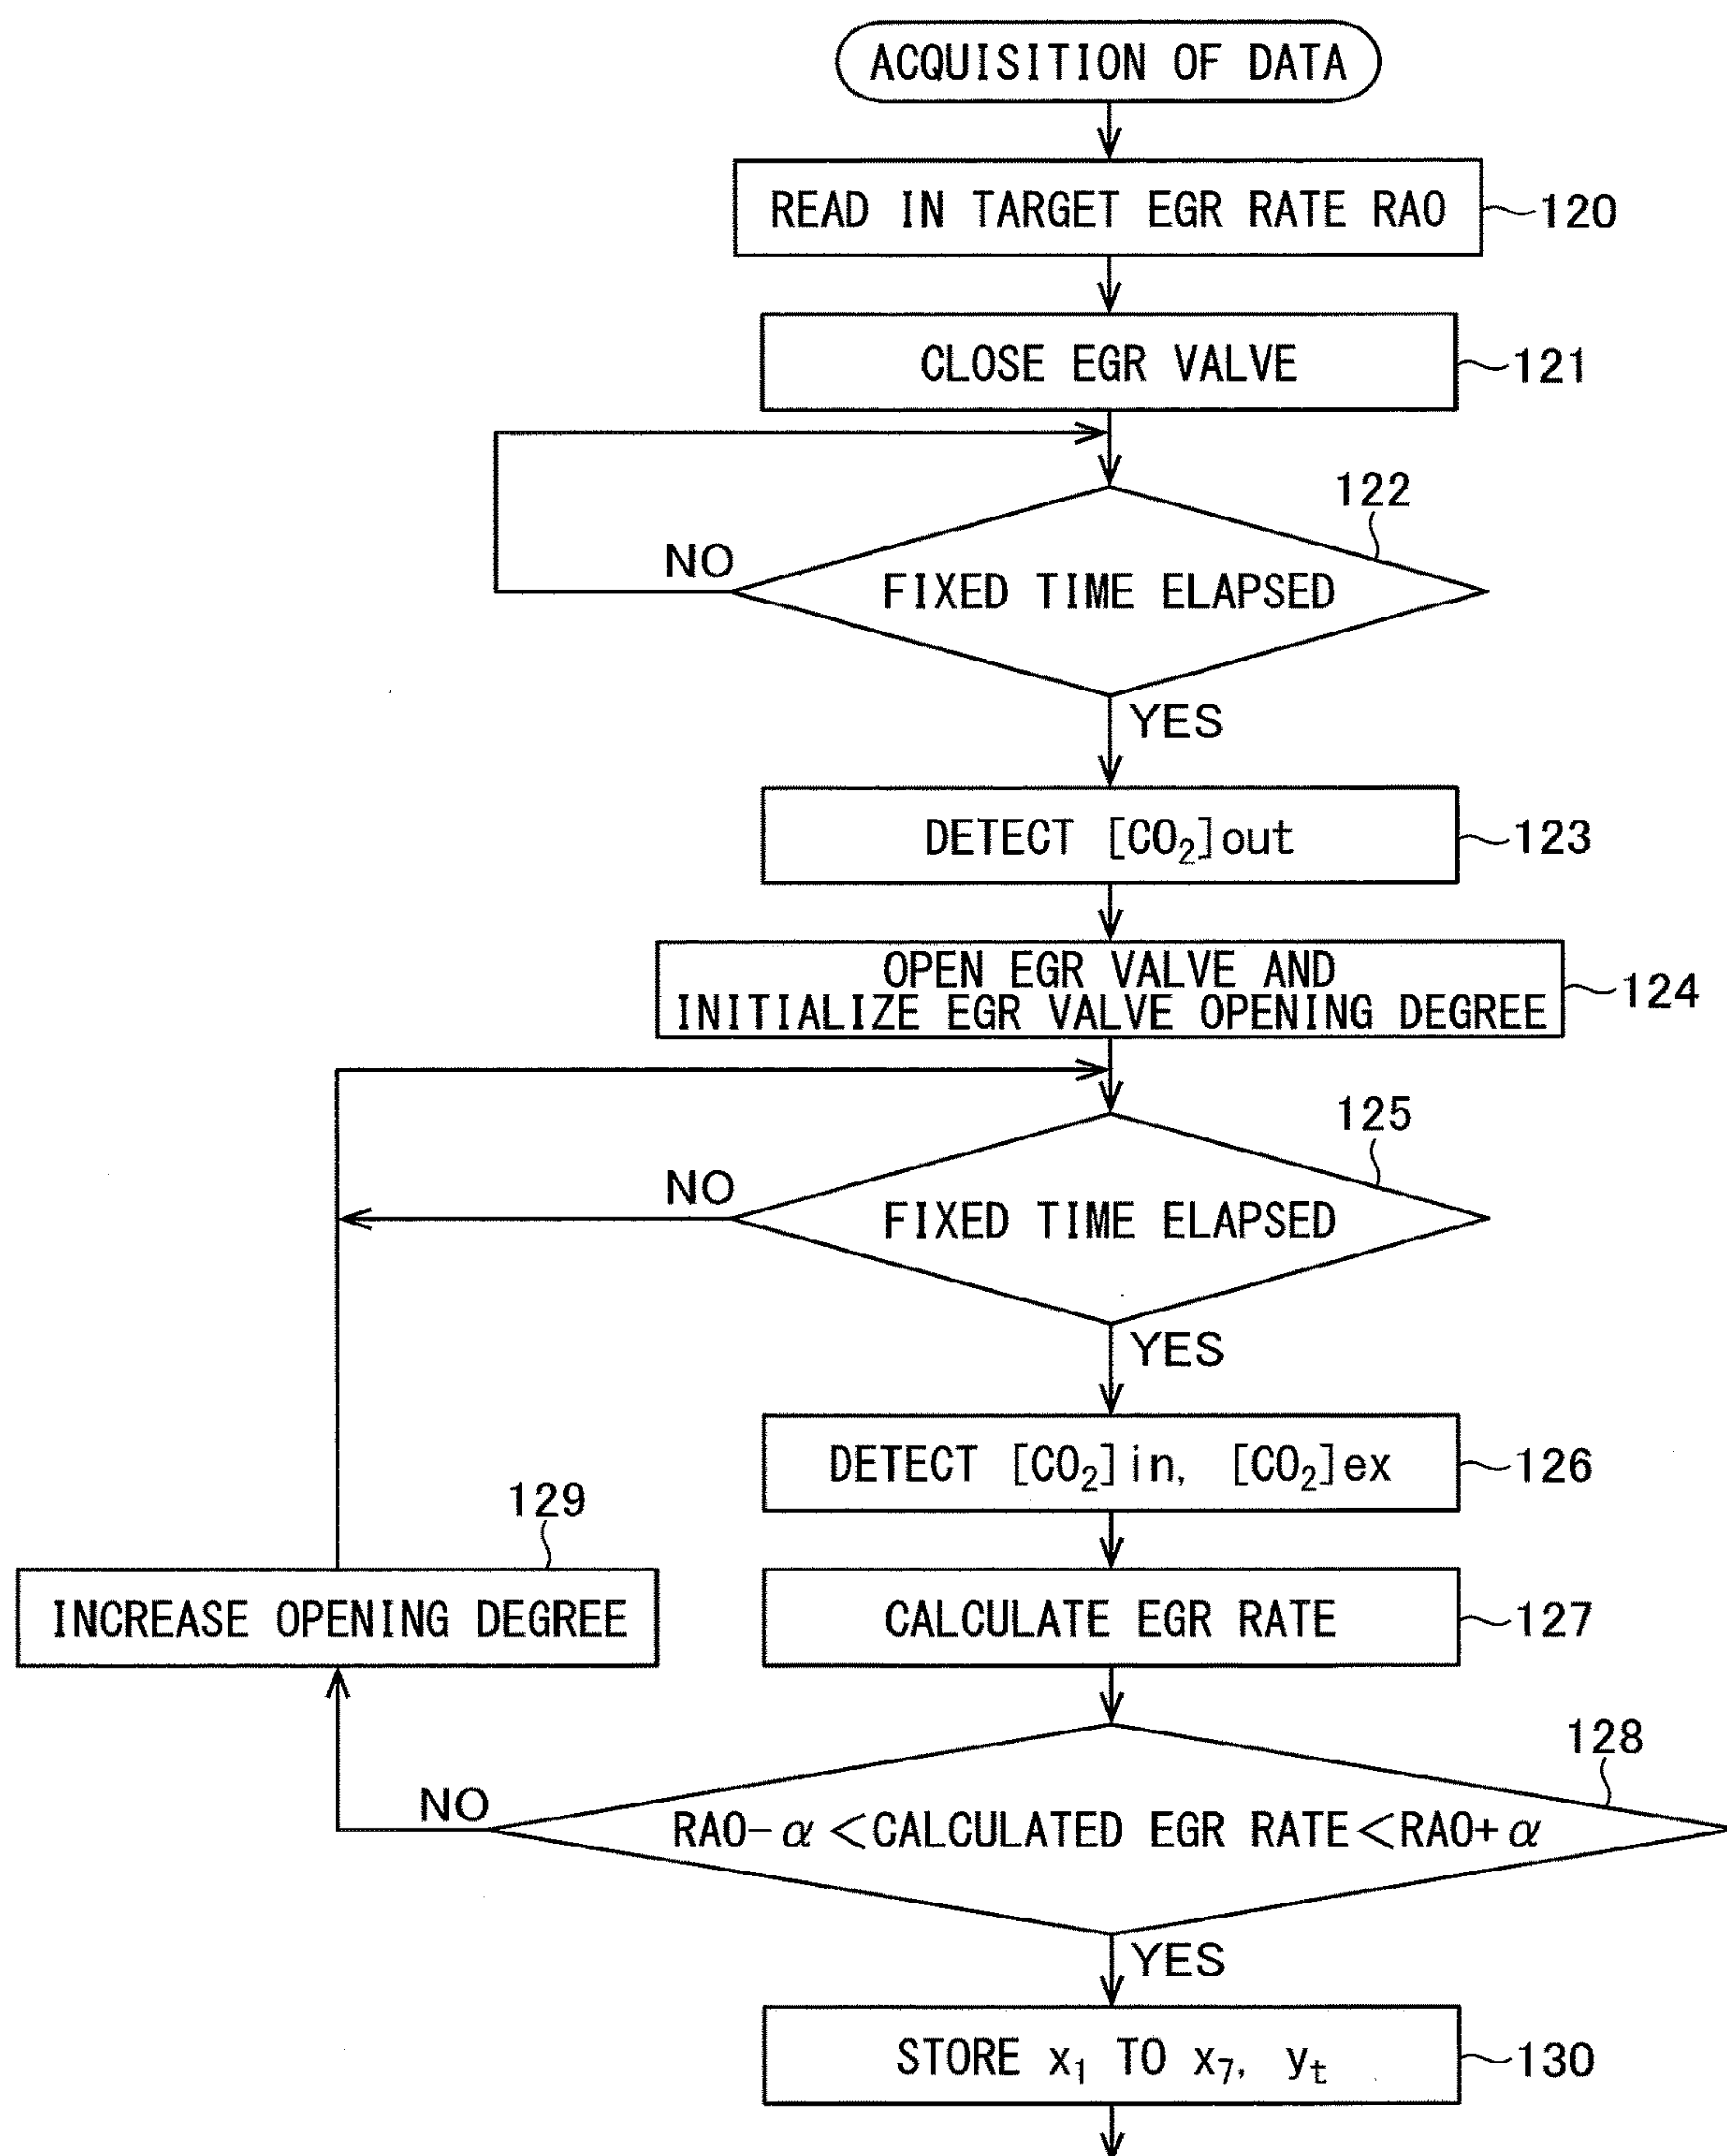 ACQUISITION OF DATA
READ IN TARGET EGR RATE RAO
120
CLOSE EGR VALVE
121
122
NO
FIXED TIME ELAPSED
YES
DETECT [CO₂]out
123
OPEN EGR VALVE AND
INITIALIZE EGR VALVE OPENING DEGREE
124
125
NO
FIXED TIME ELAPSED
YES
DETECT [CO₂]in, [CO₂]ex
126
129
INCREASE OPENING DEGREE
CALCULATE EGR RATE
127
128
NO
RAO-α<CALCULATED EGR RATE<RAO+α
YES
STORE x₁ TO x₇, yₜ
130